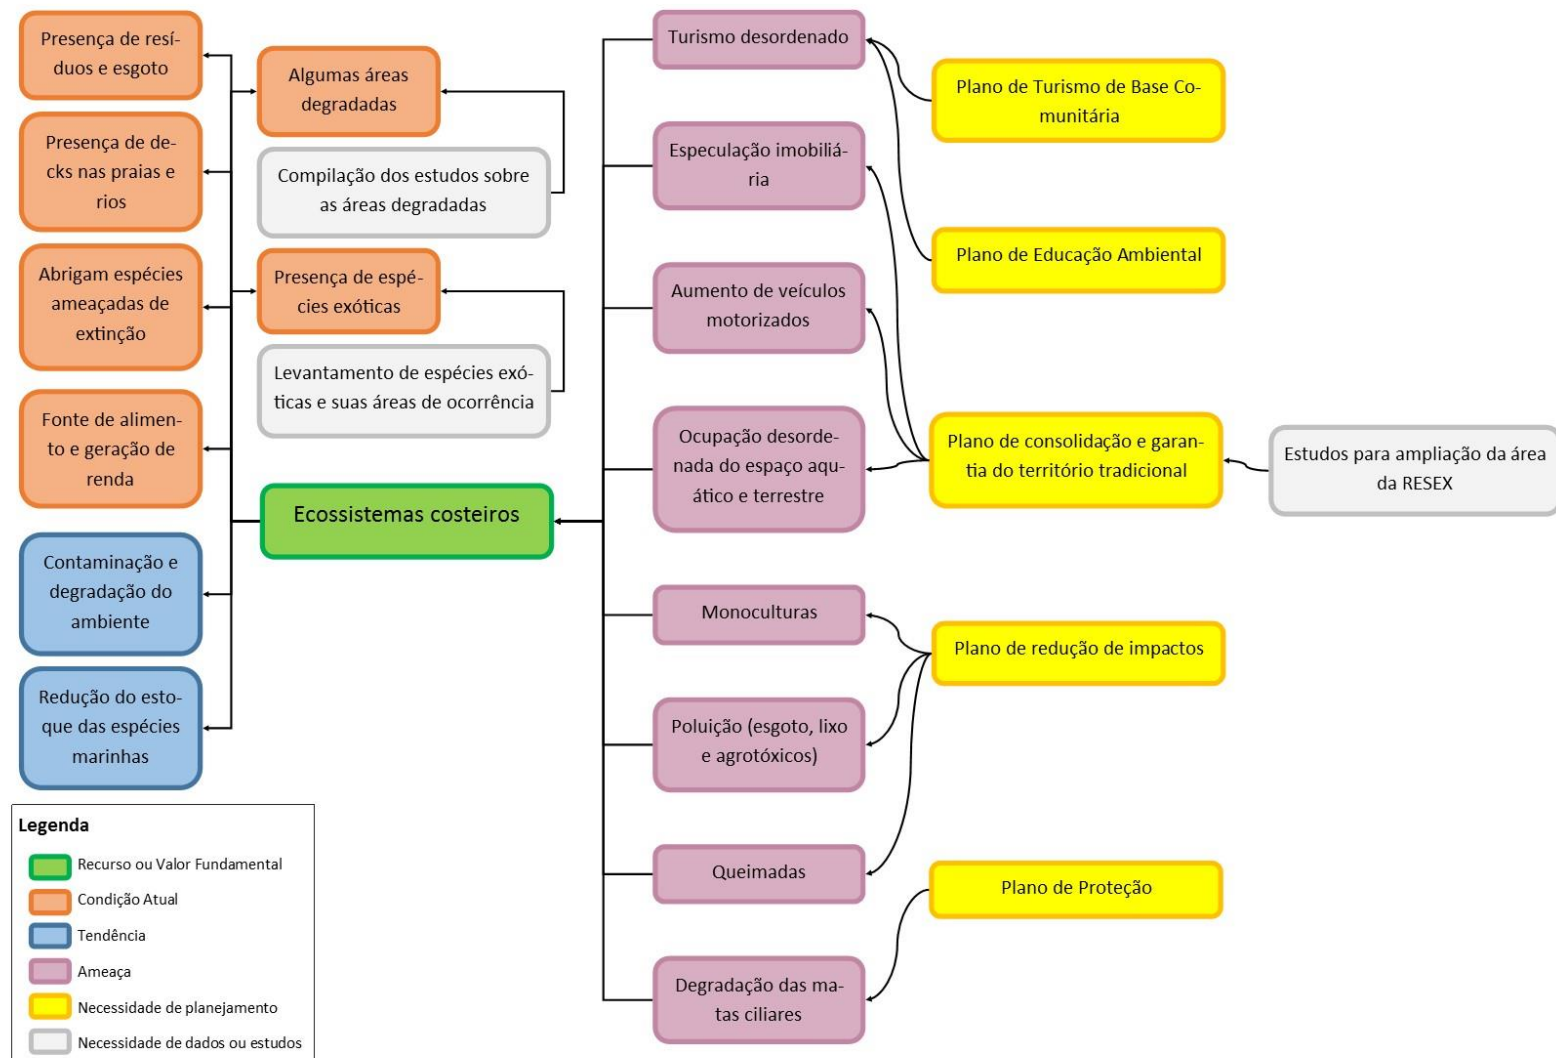 Presença de resí-
duos e esgoto
Presença de de-
cks nas praias e
rios
Abrigam espécies
ameaçadas de
extinção
Fonte de alimen-
to e geração de
renda
Contaminação e
degradação do
ambiente
Redução do esto-
que das espécies
marinhas
Algumas áreas
degradadas
Compilação dos estudos sobre
as áreas degradadas
Presença de espé-
cies exóticas
Levantamento de espécies exó-
ticas e suas áreas de ocorrência
Ecossistemas costeiros
Turismo desordenado
Especulação imobiliá-
ria
Aumento de veículos
motorizados
Ocupação desorde-
nada do espaço aqu-
ático e terrestre
Monoculturas
Poluição (esgoto, lixo
e agrotóxicos)
Queimadas
Degradação das ma-
tas ciliares
Plano de Turismo de Base Co-
munitária
Plano de Educação Ambiental
Plano de consolidação e garan-
tia do território tradicional
Plano de redução de impactos
Plano de Proteção
Estudos para ampliação da área
da RESEX
Legenda
Recurso ou Valor Fundamental
Condição Atual
Tendência
Ameaça
Necessidade de planejamento
Necessidade de dados ou estudos